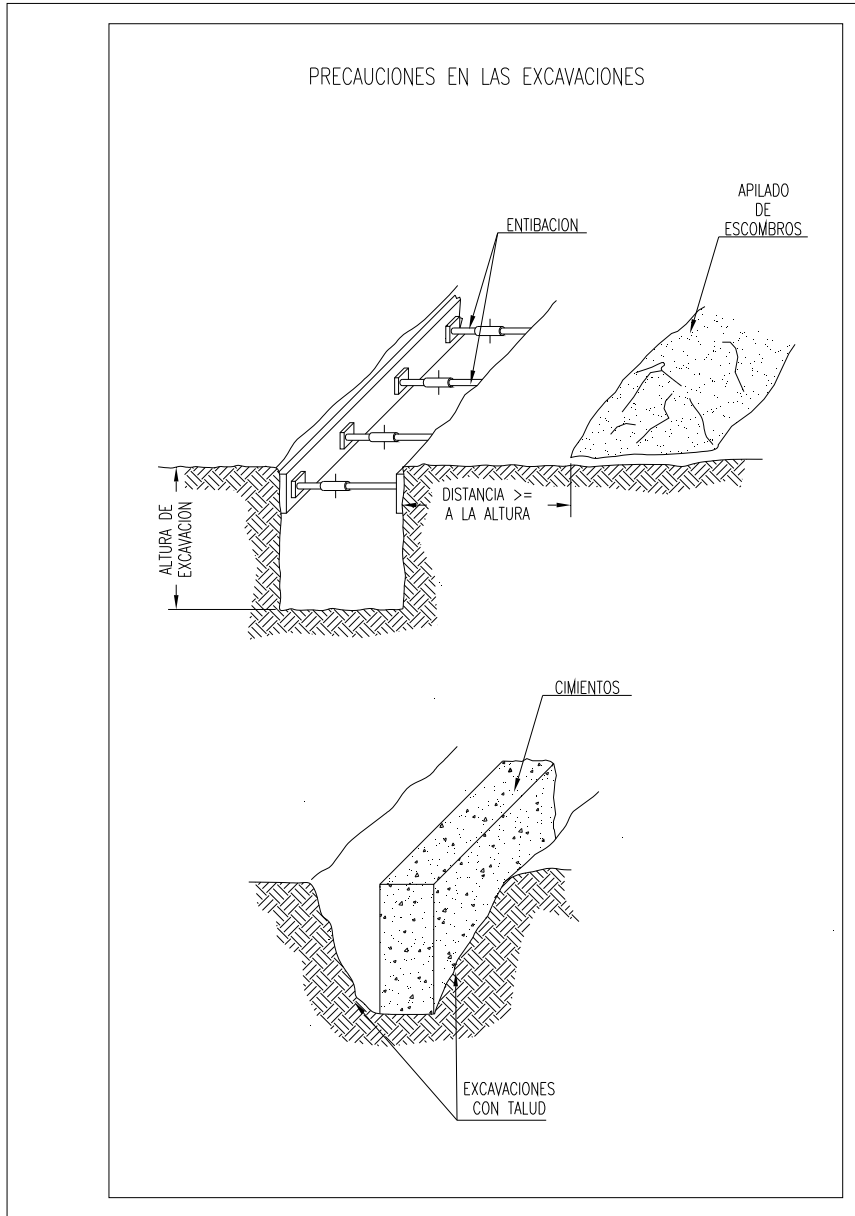 PRECAUCIONES EN LAS EXCAVACIONES
APILADO
DE
ESCOMBROS
ENTIBACION
DISTANCIA >=
A LA ALTURA
ALTURA DE
EXCAVACION
CIMIENTOS
EXCAVACIONES
CON TALUD